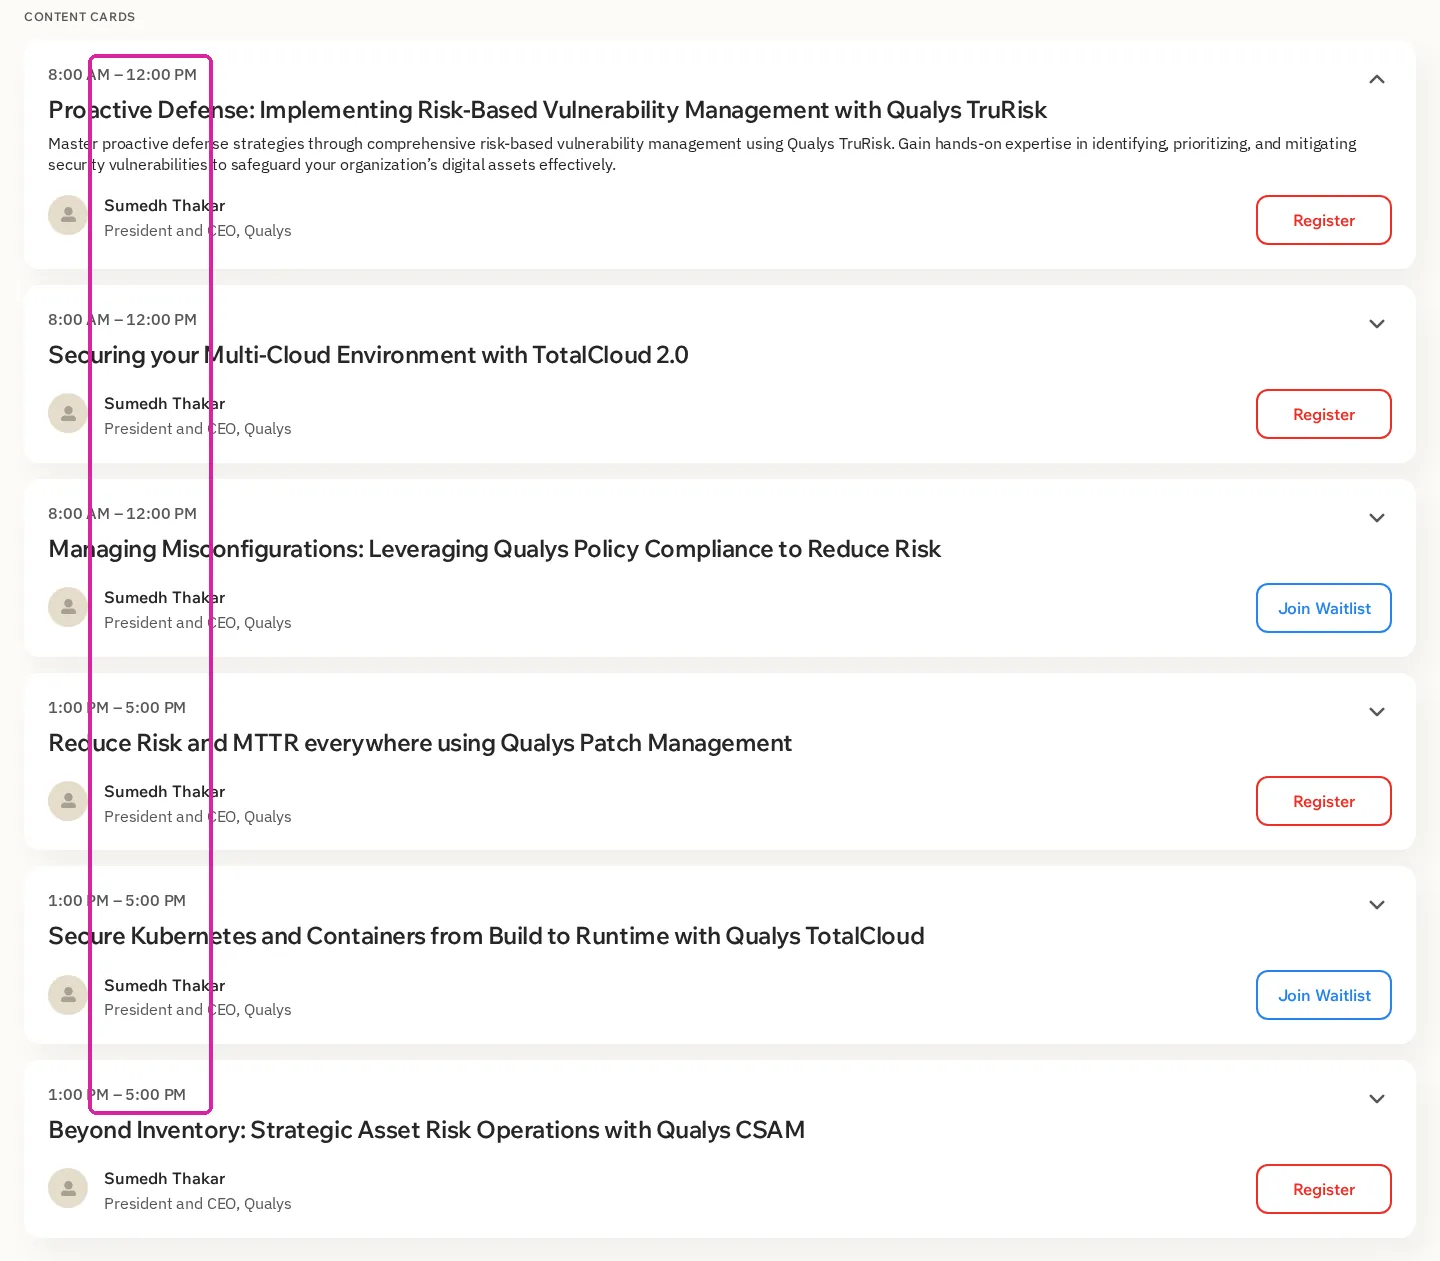 CONTENT CARDS
8:00 AM – 12:00 PM
Proactive Defense: Implementing Risk-Based Vulnerability Management with Qualys TruRisk
Master proactive defense strategies through comprehensive risk-based vulnerability management using Qualys TruRisk. Gain hands-on expertise in identifying, prioritizing, and mitigating
security vulnerabilities to safeguard your organization’s digital assets effectively.
Sumedh Thakar
President and CEO, Qualys
Register
8:00 AM – 12:00 PM
Securing your Multi-Cloud Environment with TotalCloud 2.0
Sumedh Thakar
President and CEO, Qualys
Register
8:00 AM – 12:00 PM
Managing Misconfigurations: Leveraging Qualys Policy Compliance to Reduce Risk
Sumedh Thakar
President and CEO, Qualys
Join Waitlist
1:00 PM – 5:00 PM
Reduce Risk and MTTR everywhere using Qualys Patch Management
Sumedh Thakar
President and CEO, Qualys
Register
1:00 PM – 5:00 PM
Secure Kubernetes and Containers from Build to Runtime with Qualys TotalCloud
Sumedh Thakar
President and CEO, Qualys
Join Waitlist
1:00 PM – 5:00 PM
Beyond Inventory: Strategic Asset Risk Operations with Qualys CSAM
Sumedh Thakar
President and CEO, Qualys
Register